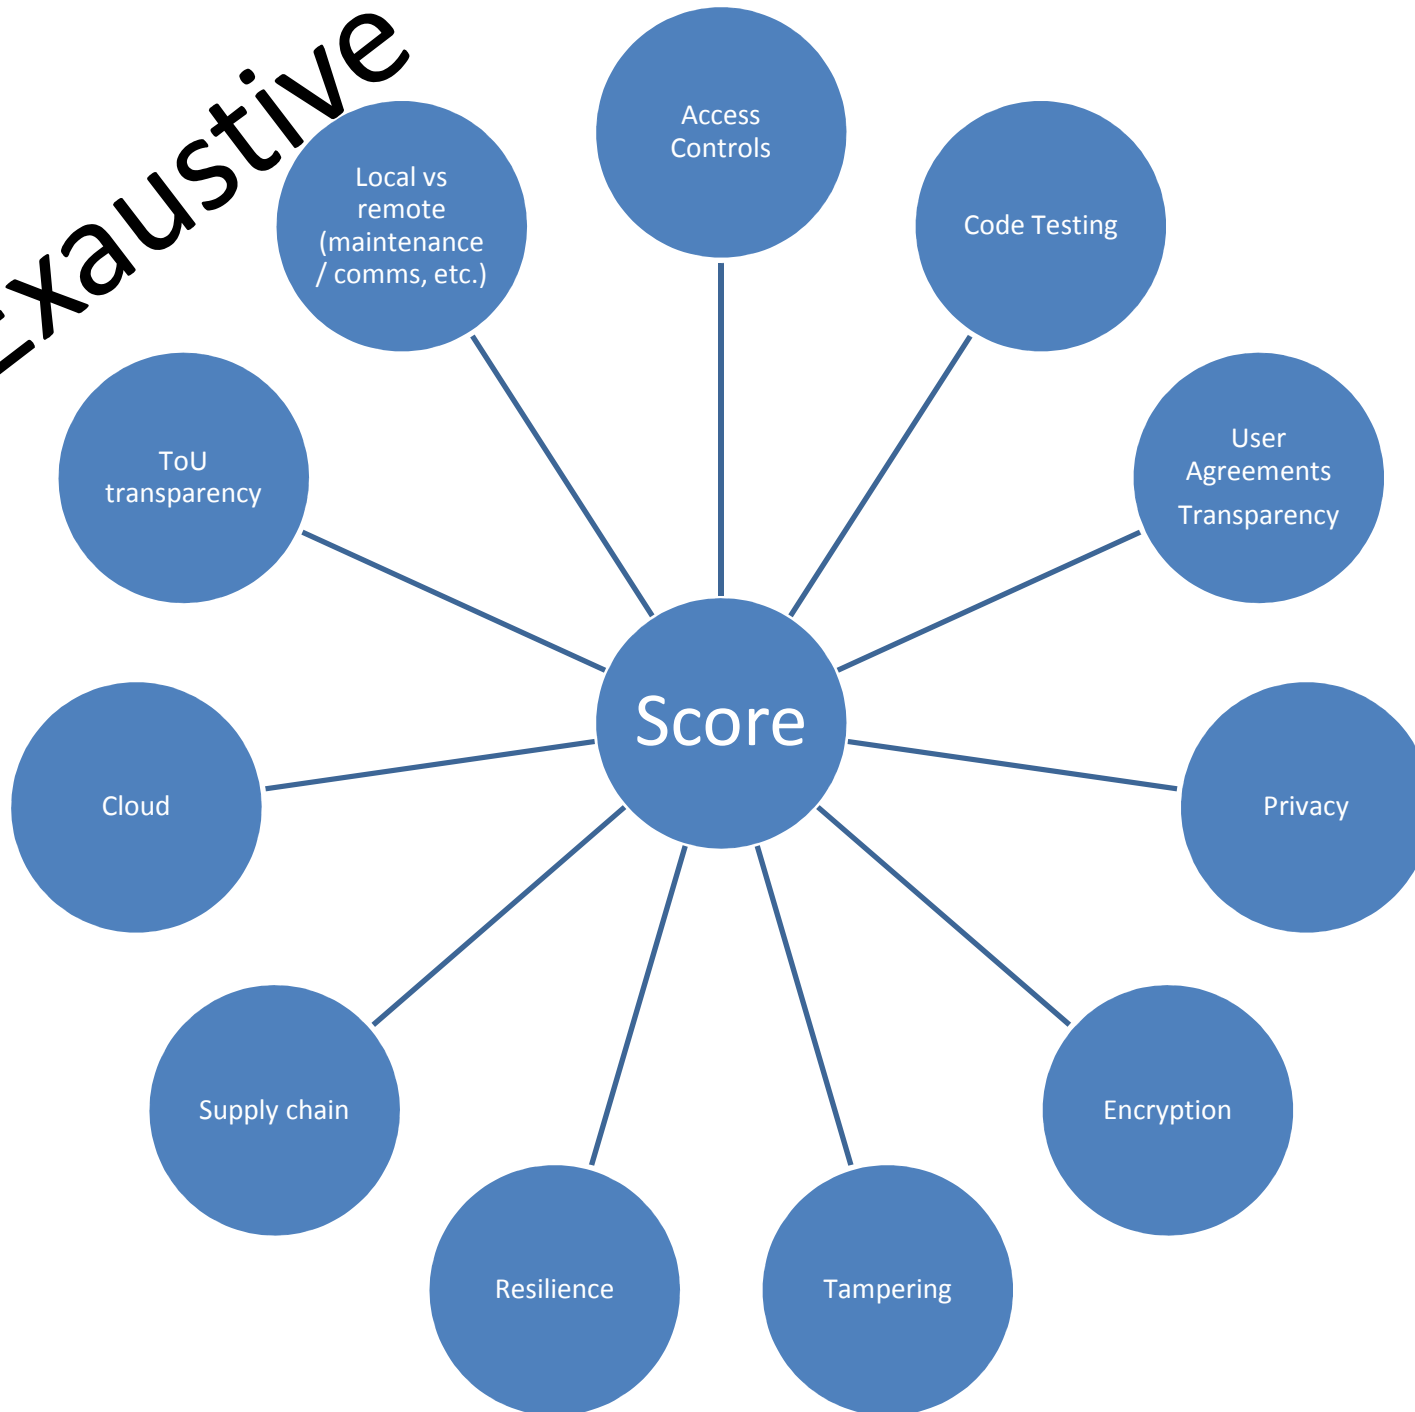 Exaustive
Access
Controls
Local vs
remote
(maintenance
/ comms, etc.)
Code Testing
User
Agreements
Transparency
ToU
transparency
Score
Cloud
Privacy
Supply chain
Encryption
Resilience
Tampering